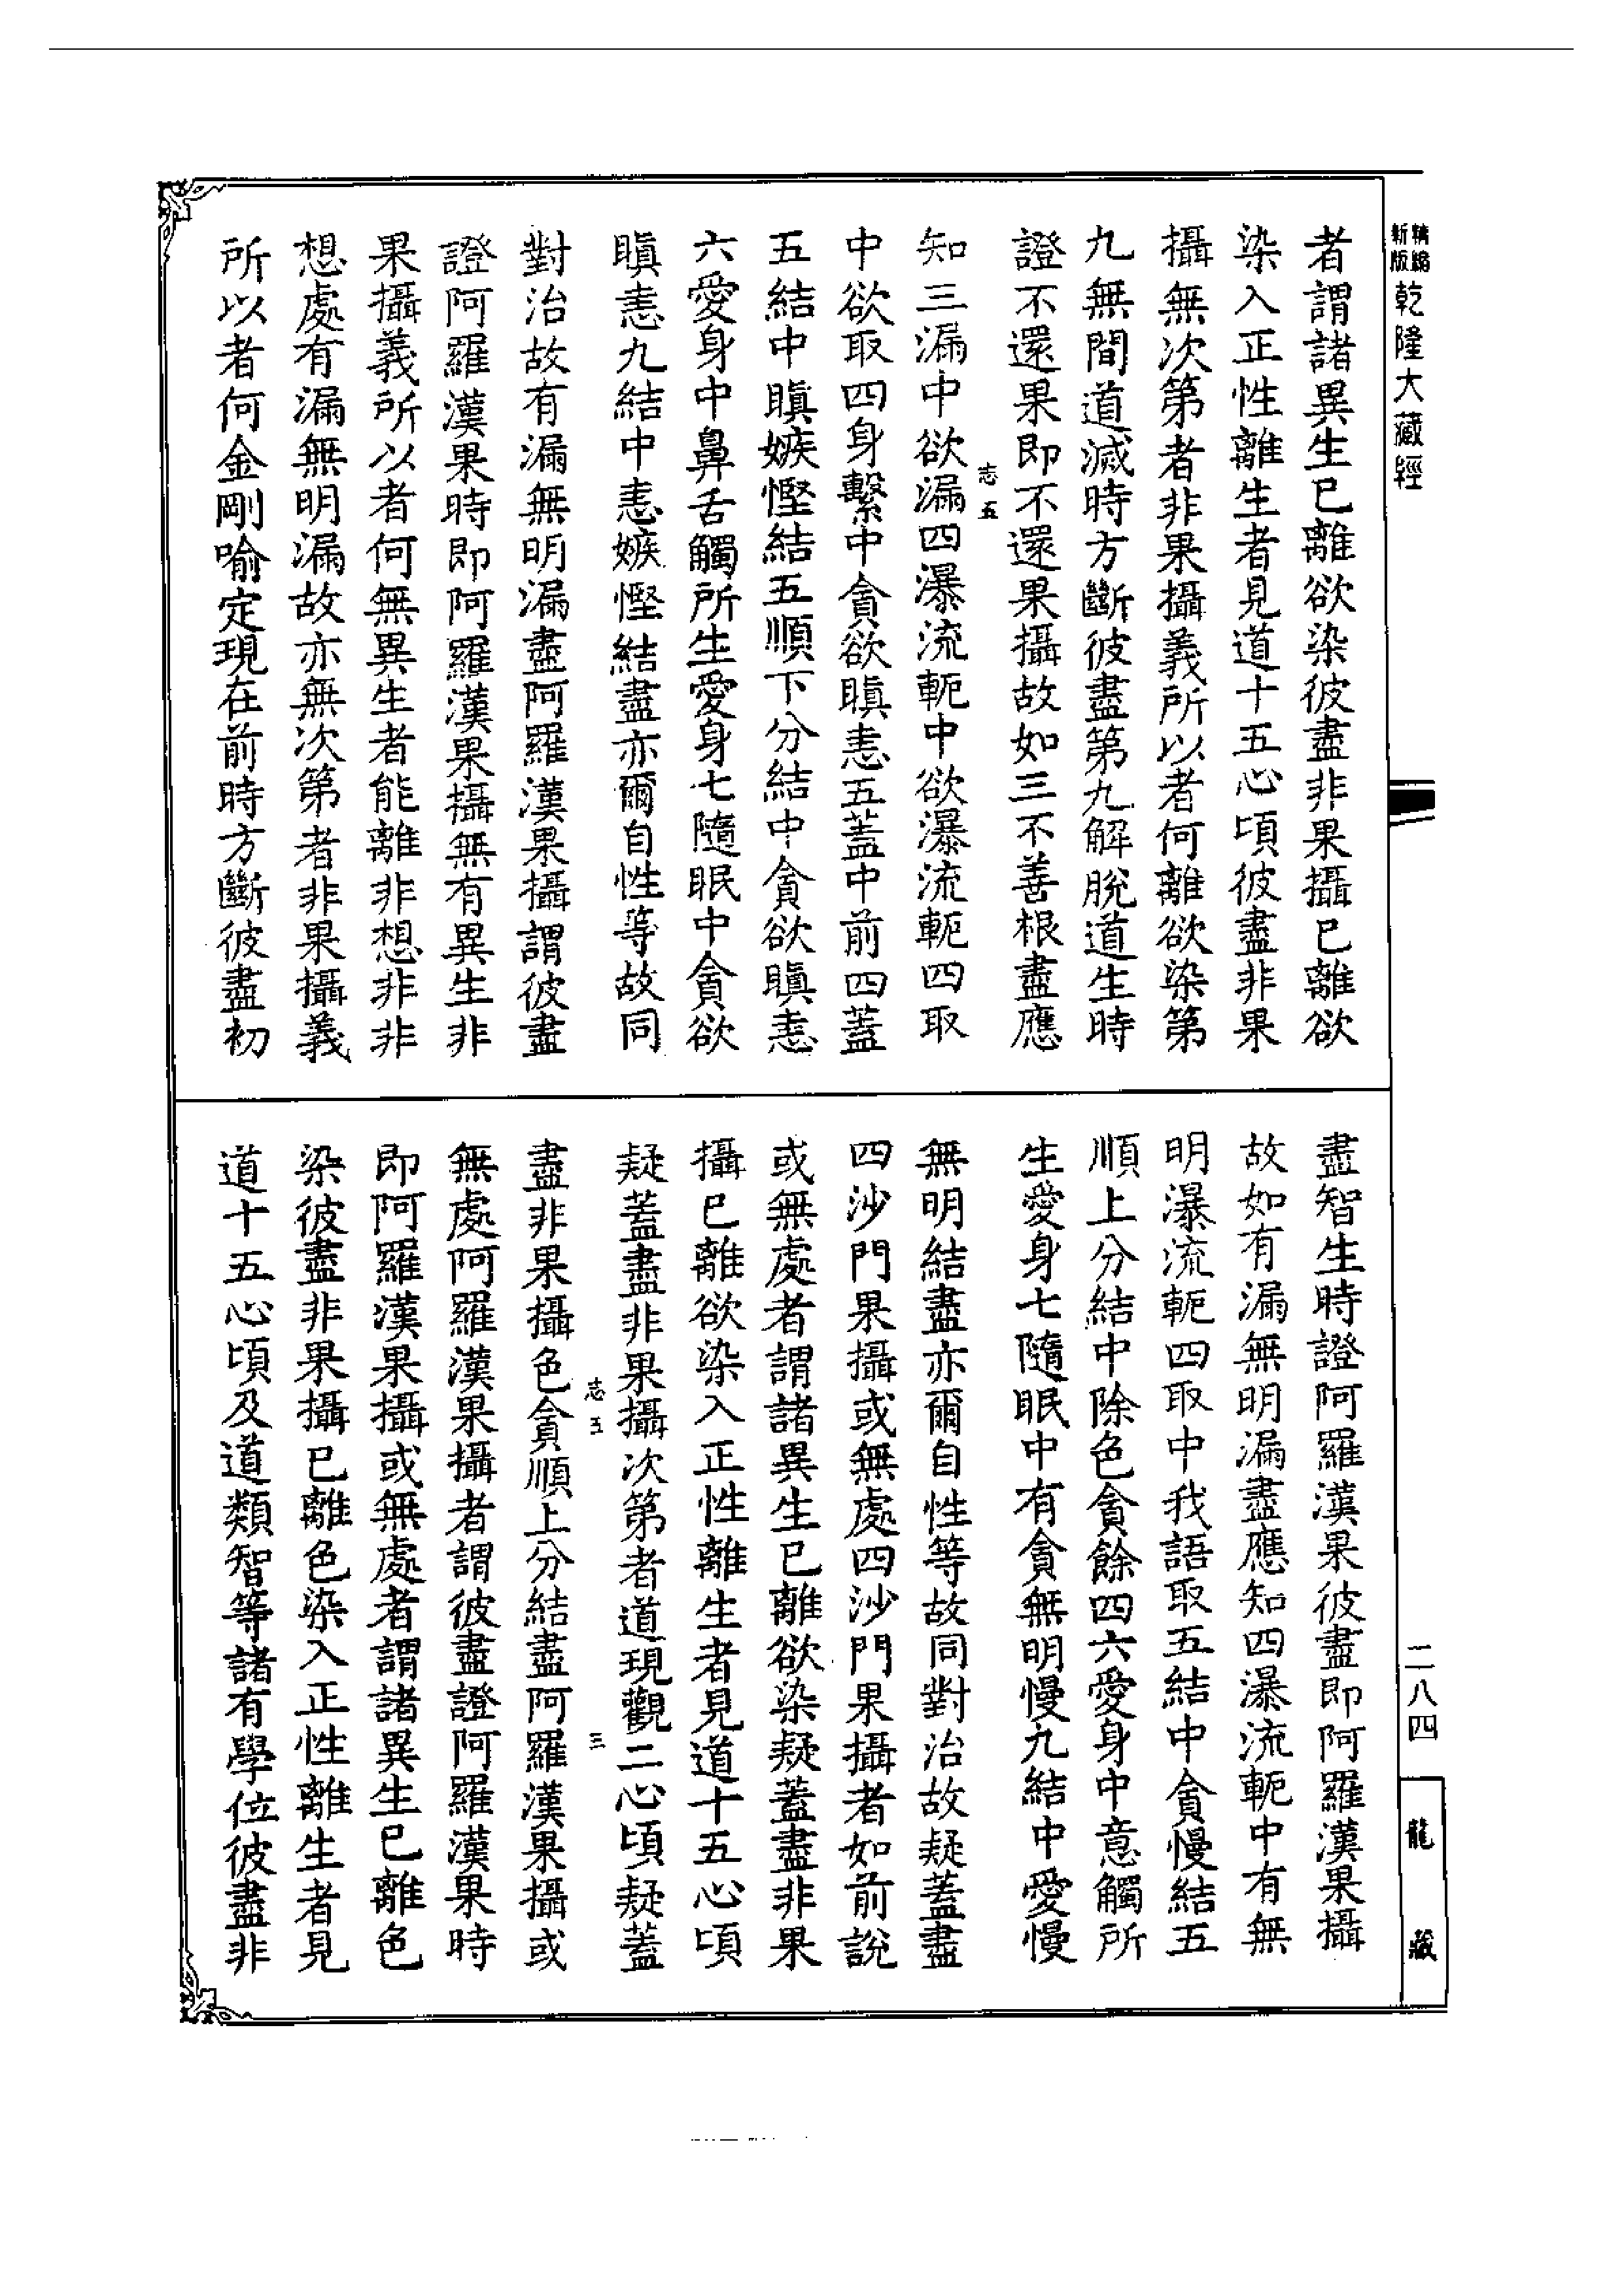 精編
新版
乾隆大藏經
者謂諸異生已離欲染彼盡非果攝已離欲
染入正性離生者見道十五心頃彼盡非果
攝無次第者非果攝義所以者何離欲染第
九無間道滅時方斷彼盡第九解脫道生時
證不還果即不還果攝故如三不善根盡應
志五
知三漏中欲漏四瀑流軛中欲瀑流軛四取
中欲取四身繫中貪欲瞋恚五蓋中前四蓋
五結中瞋嫉慳結五順下分結中貪欲瞋恚
六愛身中鼻舌觸所生愛身七隨眠中貪欲
瞋恚九結中恚嫉慳結盡亦爾自性等故同
對治故有漏無明漏盡阿羅漢果攝謂彼盡
證阿羅漢果時即阿羅漢果攝無有異生非
果攝義所以者何無異生者能離非想非非
想處有漏無明漏故亦無次第者非果攝義
所以者何金剛喻定現在前時方斷彼盡初
盡智生時證阿羅漢果彼盡即阿羅漢果攝
故如有漏無明漏盡應知四瀑流軛中有無
明瀑流軛四取中我語取五結中貪慢結五
順上分結中除色貪餘四六愛身中意觸所
生愛身七隨眠中有貪無明慢九結中愛慢
無明結盡亦爾自性等故同對治故疑蓋盡
四沙門果攝或無處四沙門果攝者如前說
或無處者謂諸異生已離欲染疑蓋盡非果
攝已離欲染入正性離生者見道十五心頃
疑蓋盡非果攝次第者道現觀二心頃疑蓋
志五
三
盡非果攝色貪順上分結盡阿羅漢果攝或
無處阿羅漢果攝者謂彼盡證阿羅漢果時
即阿羅漢果攝或無處者謂諸異生已離色
染彼盡非果攝已離色染入正性離生者見
道十五心頃及道類智等諸有學位彼盡非
二八四
龍藏